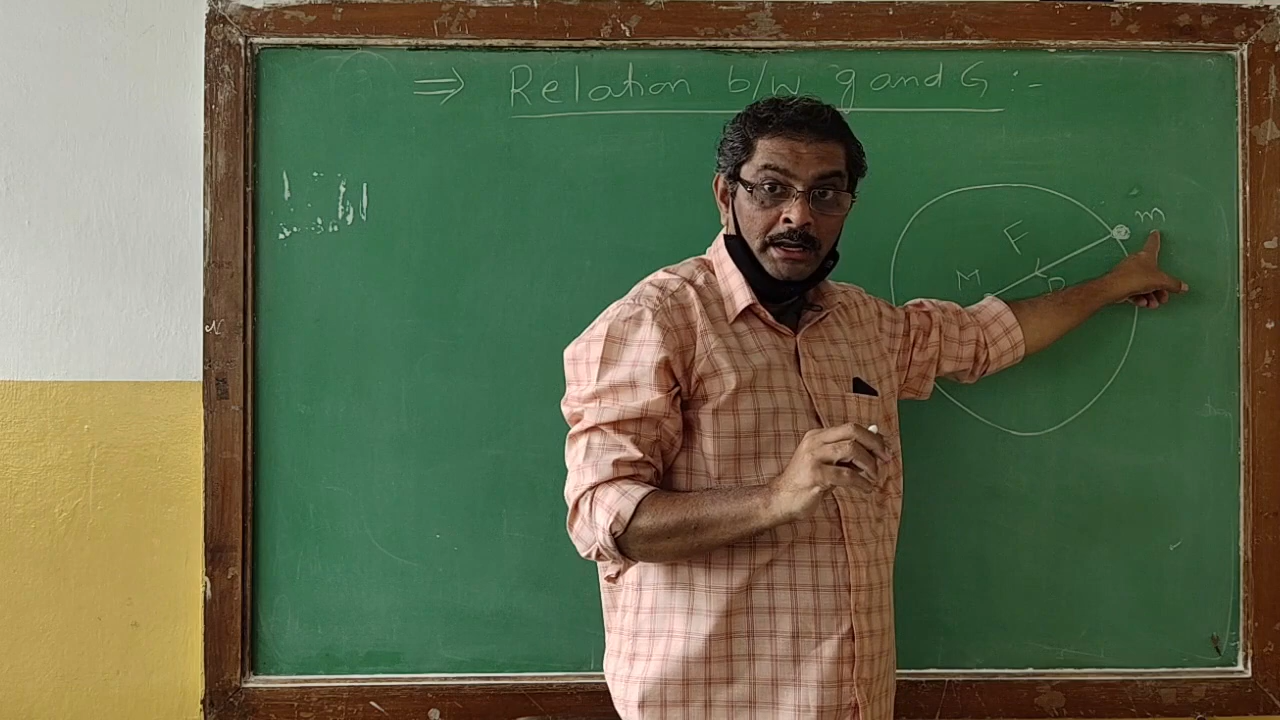 ⇒ Relation b/w g and G :-
m
F
M
R